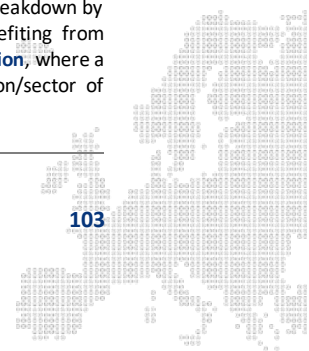 eakdown by
efiting from
ion, where a
on/sector of
103